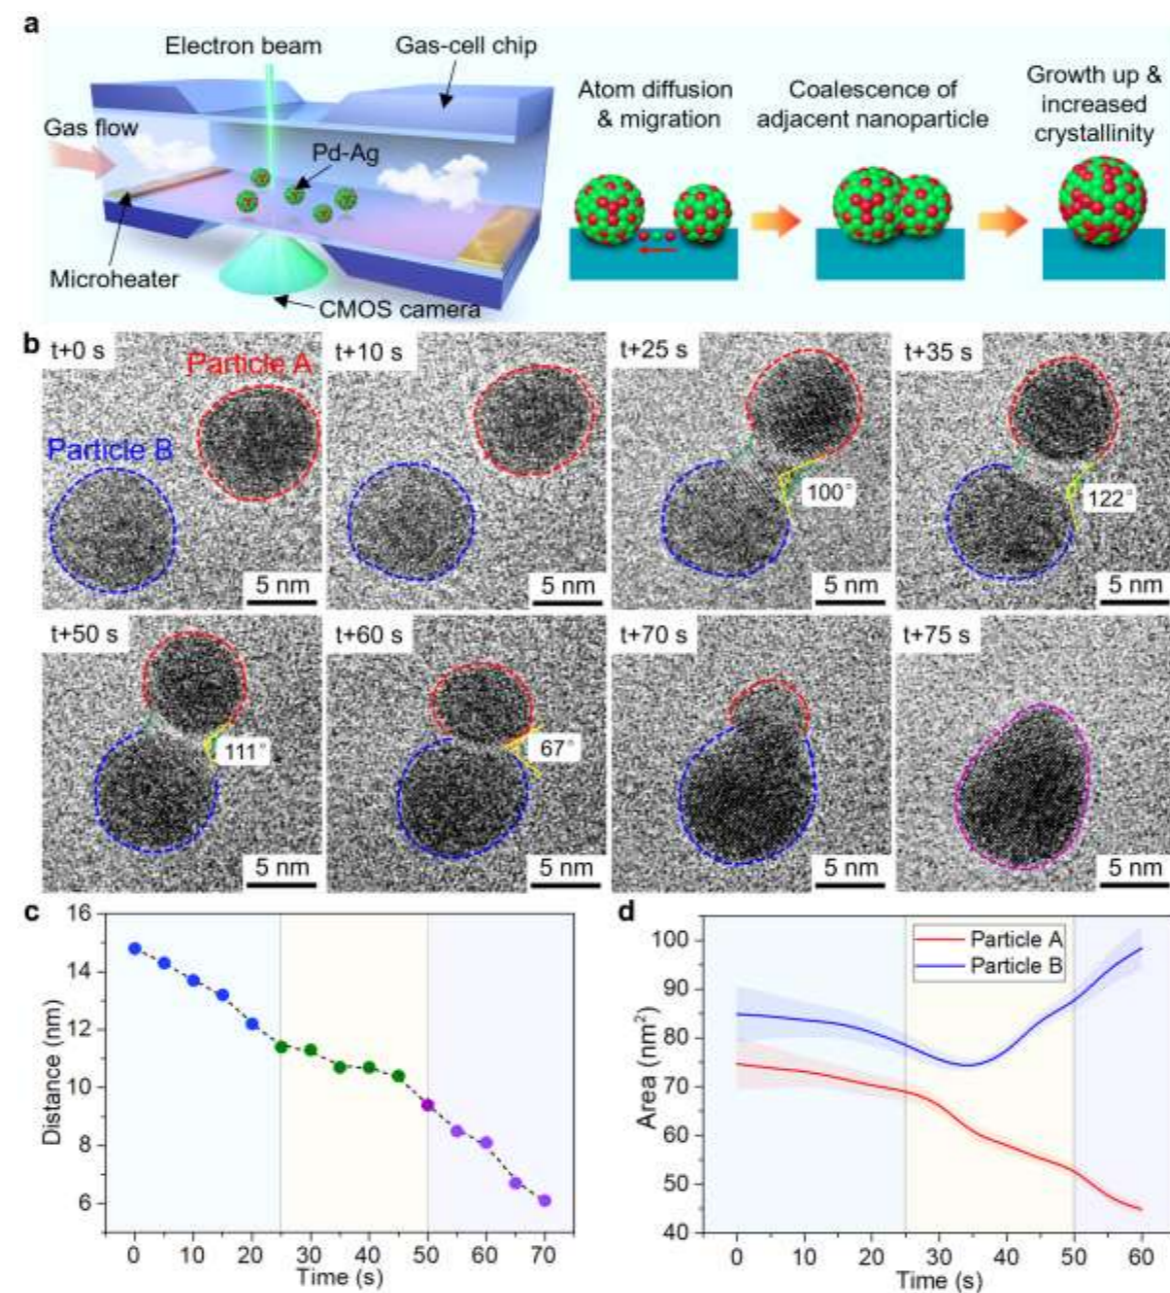 a
Electron beam
Gas-cell chip
Gas flow
Pd-Ag
Microheater
CMOS camera
Atom diffusion
& migration
Coalescence of
adjacent nanoparticle
Growth up &
increased
crystallinity
b
t+0 s
Particle A
Particle B
5 nm
t+10 s
5 nm
t+25 s
100°
5 nm
t+35 s
122°
5 nm
t+50 s
111°
5 nm
t+60 s
67°
5 nm
t+70 s
5 nm
t+75 s
5 nm
c
Distance (nm)
16
14
12
10
8
6
0 10 20 30 40 50 60 70
Time (s)
d
Particle A
Particle B
Area (nm²)
100
90
80
70
60
50
40
0 10 20 30 40 50 60
Time (s)